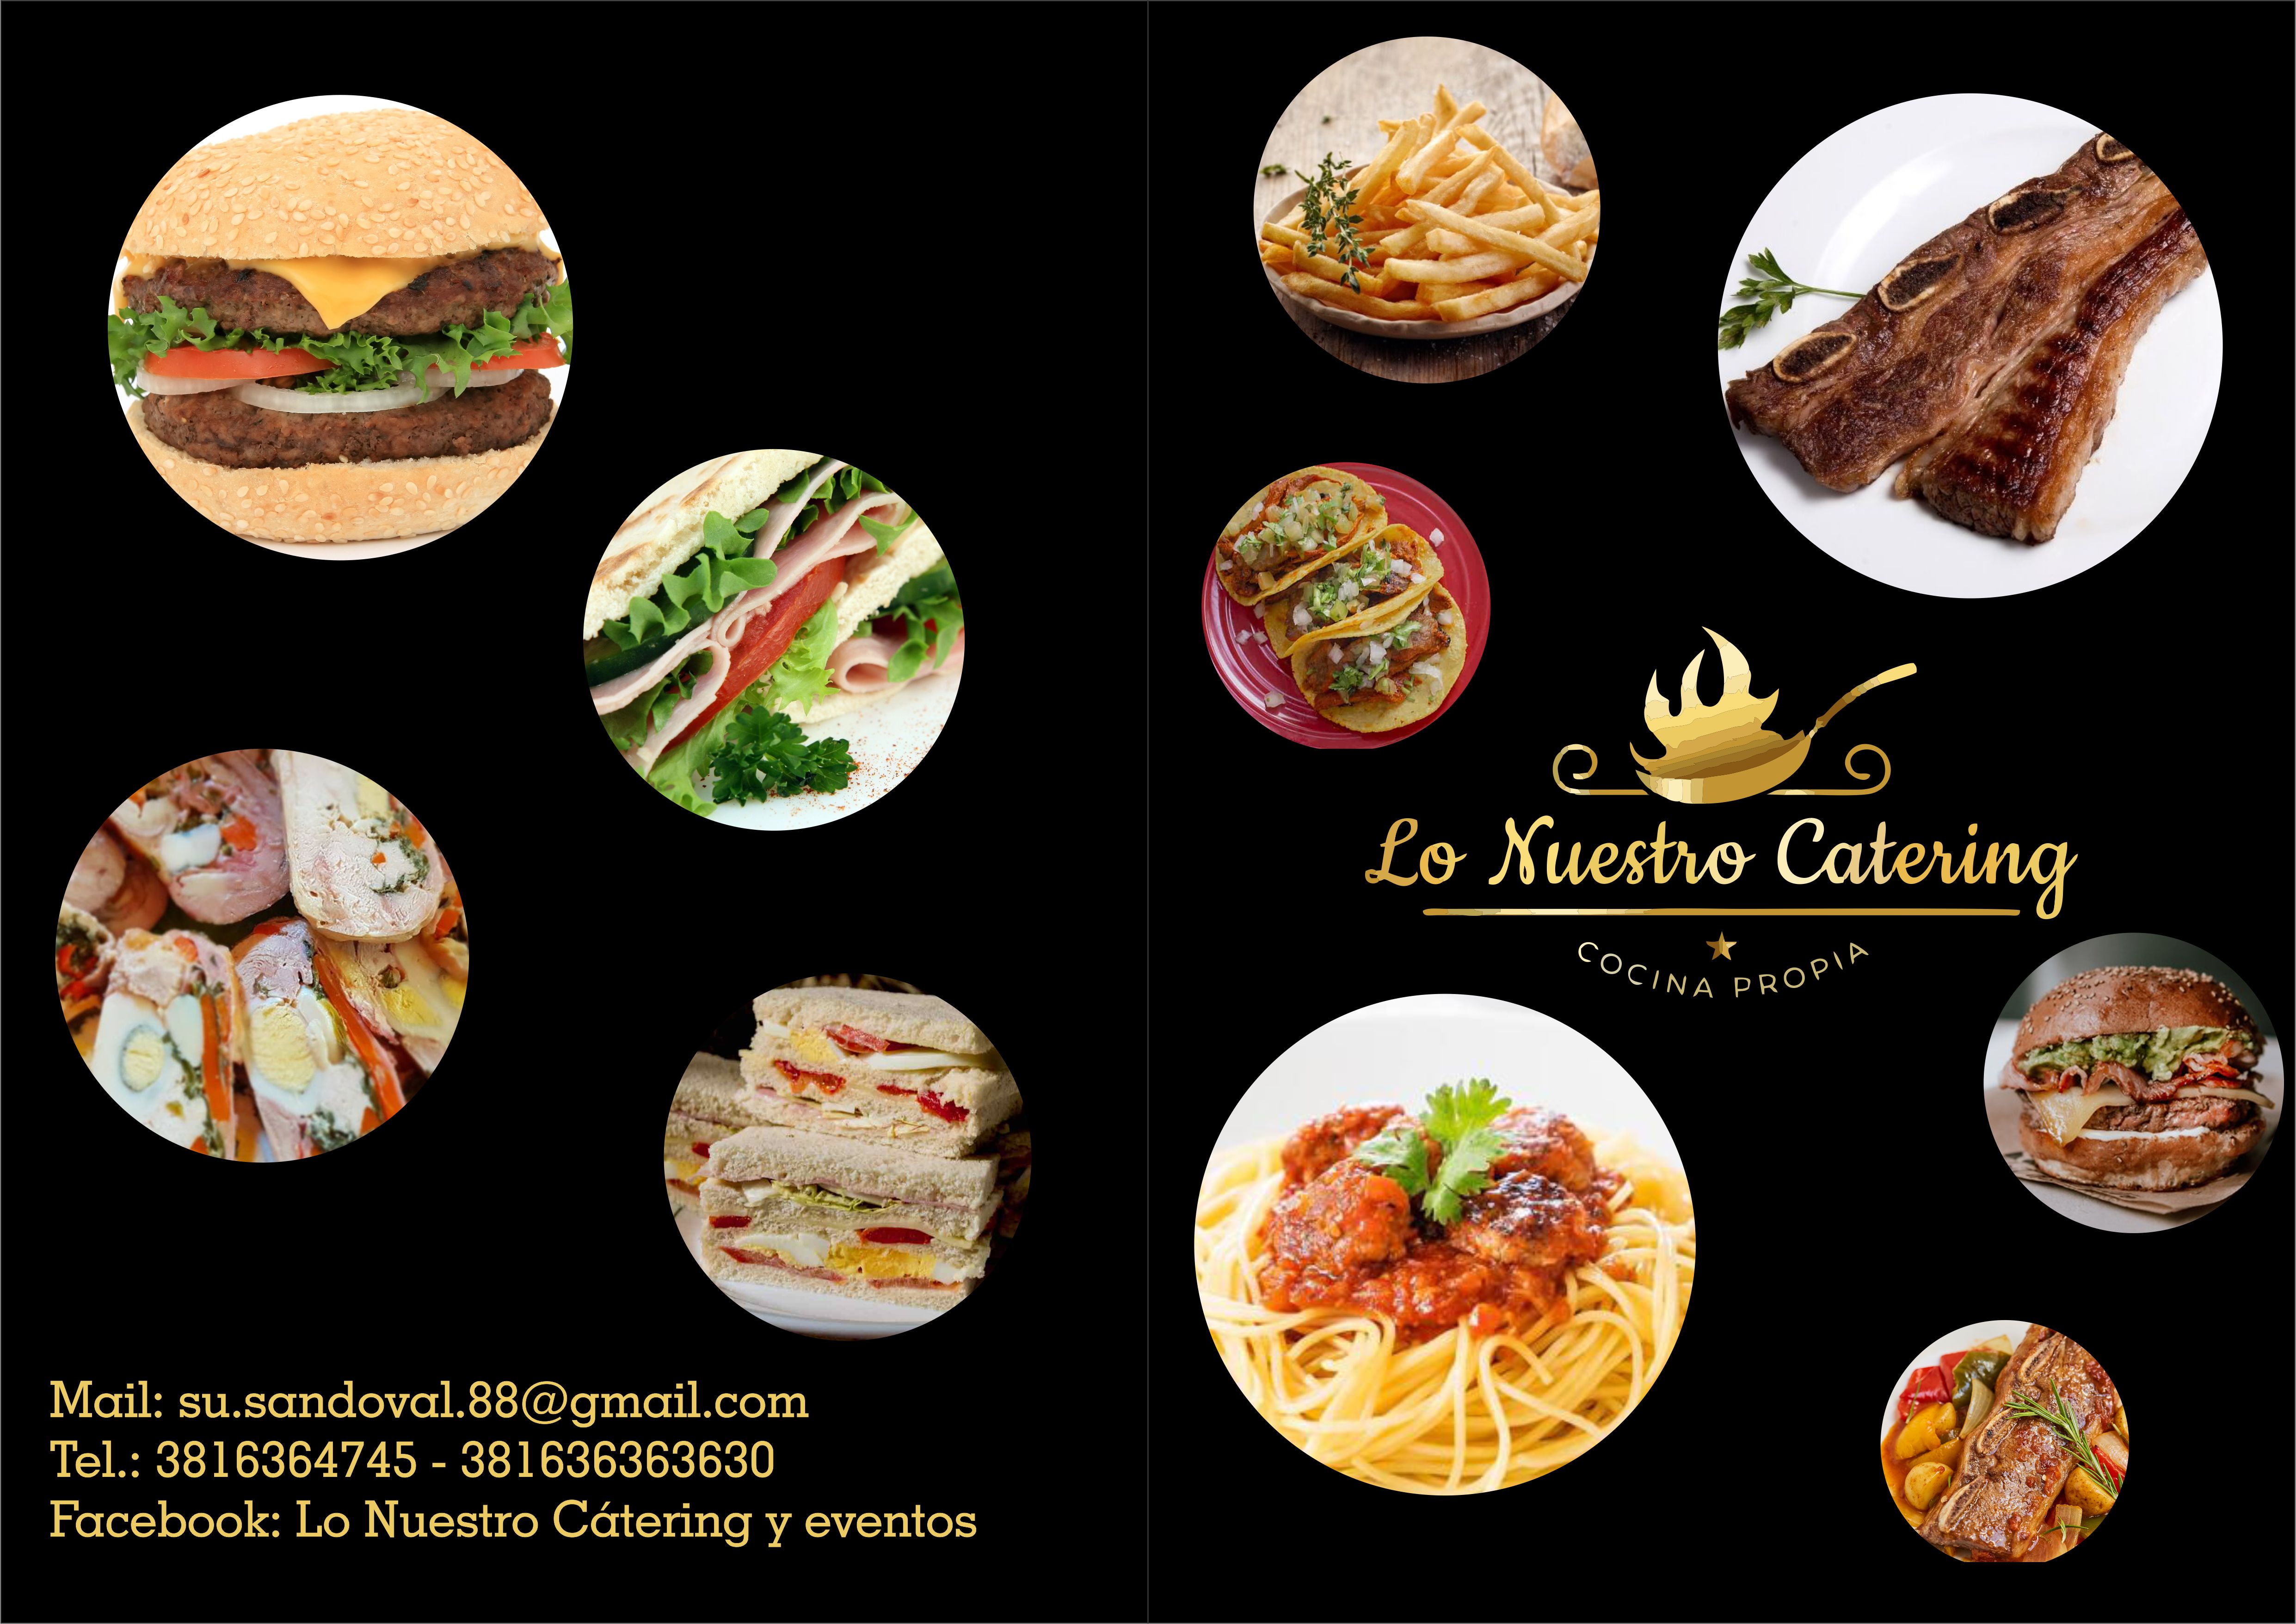 Mail: su.sandoval.88@gmail.com
Tel.: 3816364745 - 381636363630
Facebook: Lo Nuestro Cátering y eventos
Lo Nuestro Catering
COCINA PROPIA